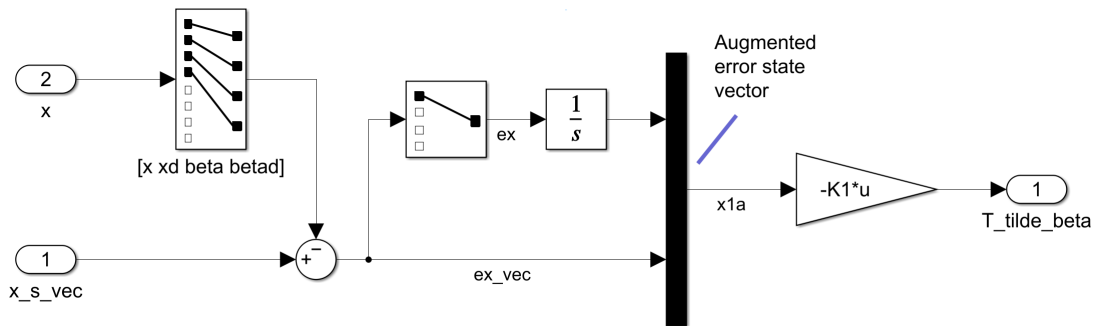 2
x
[x xd beta betad]
1
x_s_vec
−
+
ex
1
s
ex_vec
Augmented
error state
vector
x1a
-K1*u
1
T_tilde_beta